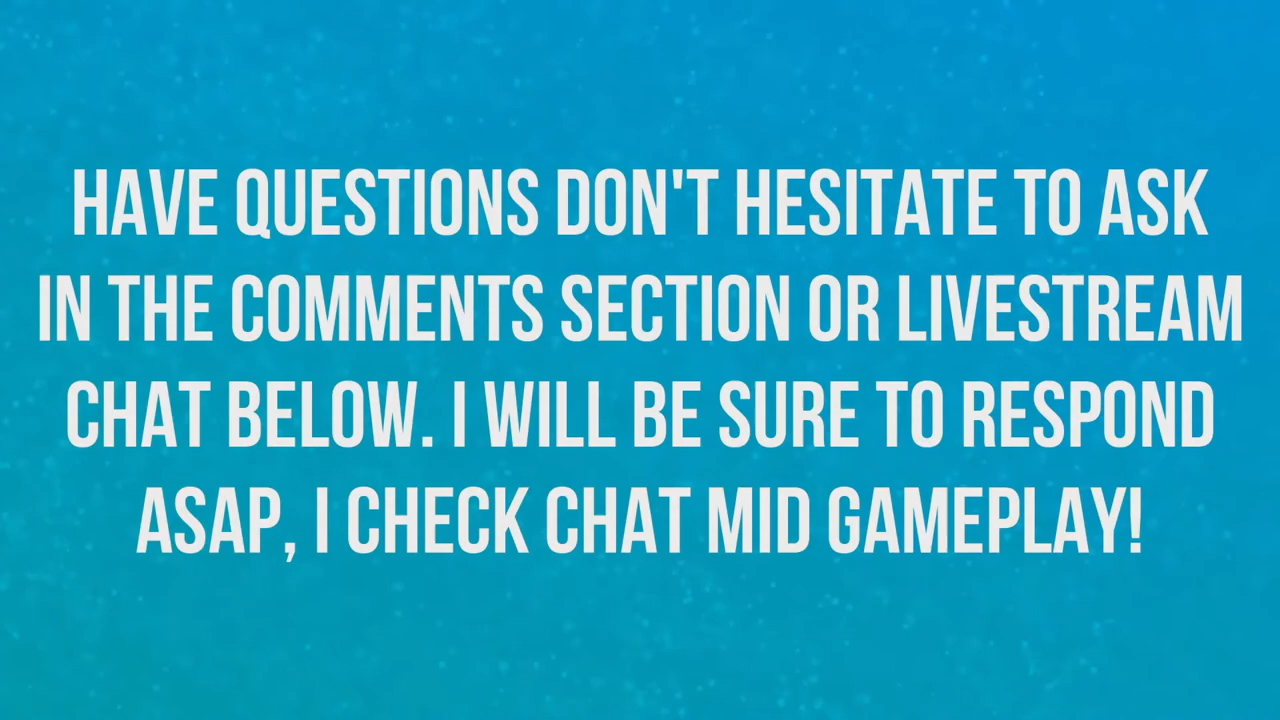 HAVE QUESTIONS DON'T HESITATE TO ASK
IN THE COMMENTS SECTION OR LIVESTREAM
CHAT BELOW. I WILL BE SURE TO RESPOND
ASAP, I CHECK CHAT MID GAMEPLAY!